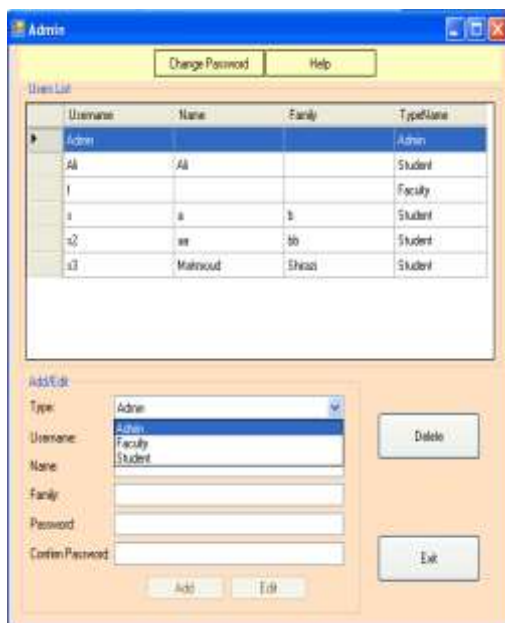 Admin
Change Password Help
Users List
Username Name Family TypeName
Admin Admin
Ali Ali Student
f Faculty
s a b Student
s2 aa bb Student
s3 Mahmoud Shirazi Student
Add/Edit
Type: Admin
Admin
Username: Faculty
Student
Name
Family
Password
Confirm Password
Delete
Exit
Add Edit